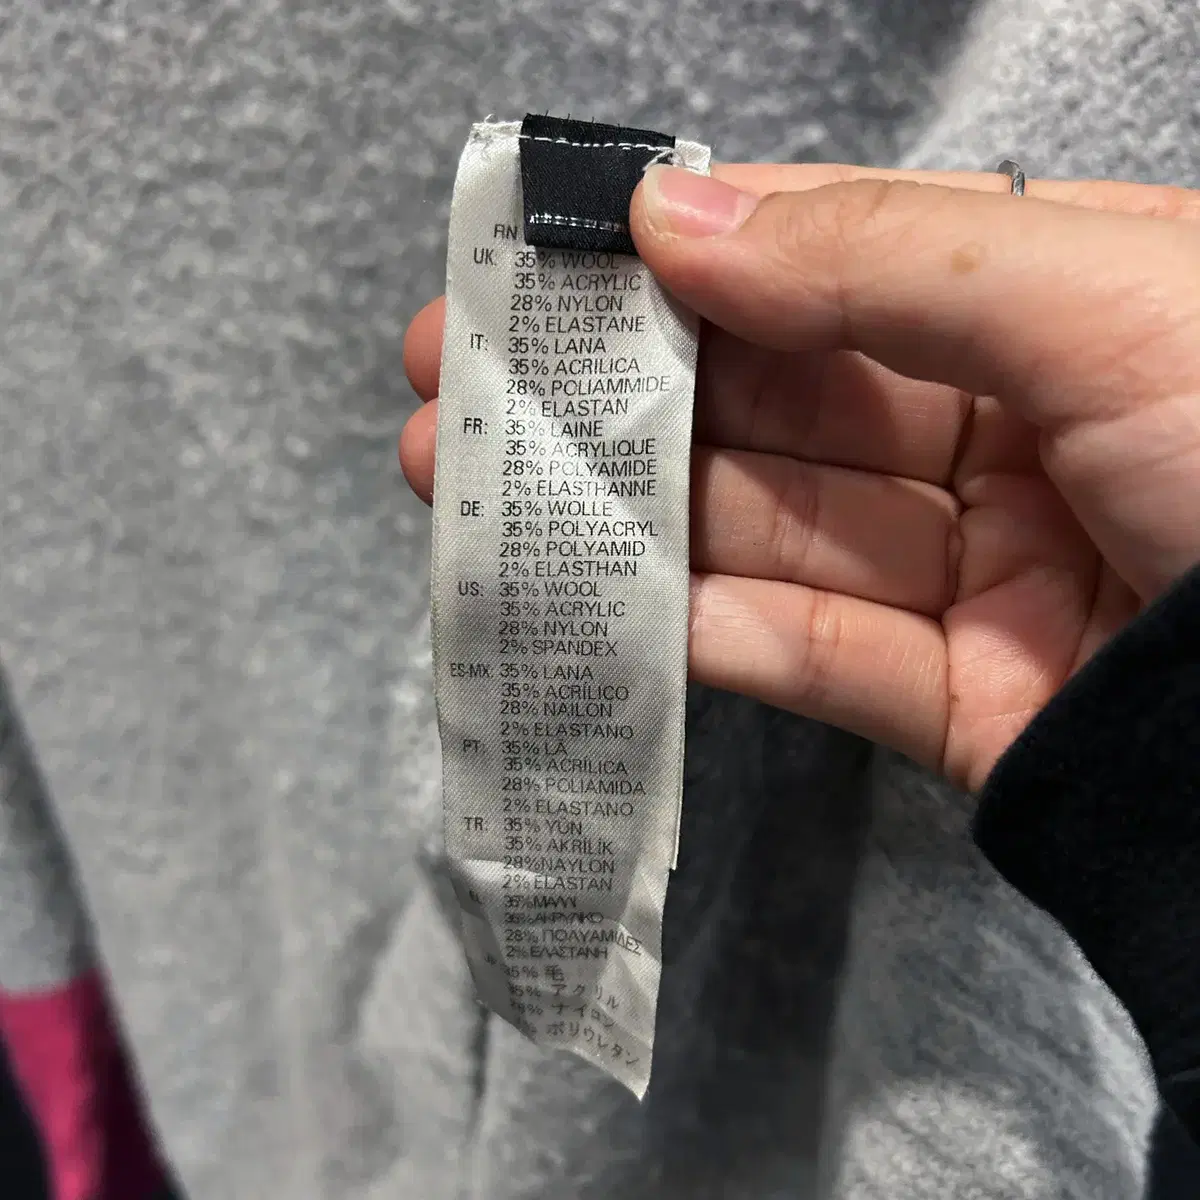 RN
UK: 35% WOOL
35% ACRYLIC
28% NYLON
2% ELASTANE
IT: 35% LANA
35% ACRILICA
28% POLIAMMIDE
2% ELASTAN
FR: 35% LAINE
35% ACRYLIQUE
28% POLYAMIDE
2% ELASTHANNE
DE: 35% WOLLE
35% POLYACRYL
28% POLYAMID
2% ELASTHAN
US: 35% WOOL
35% ACRYLIC
28% NYLON
2% SPANDEX
ES-MX: 35% LANA
35% ACRÍLICO
28% NAILON
2% ELASTANO
PT: 35% LÃ
35% ACRÍLICA
28% POLIAMIDA
2% ELASTANO
TR: 35% YÜN
35% AKRİLİK
28% NAYLON
2% ELASTAN
35% ΜΑΛΛΙ
35% ΑΚΡΥΛΙΚΟ
28% ΠΟΛΥΑΜΙΔΕΣ
2% ΕΛΑΣΤΑΝΗ
35% 毛
35% アクリル
28% ナイロン
ポリウレタン